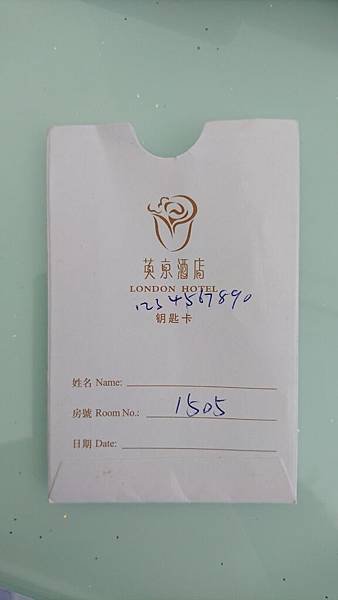 英京酒店
LONDON HOTEL
1234567890
钥匙卡
姓名 Name:
房號 Room No.: 1505
日期 Date: